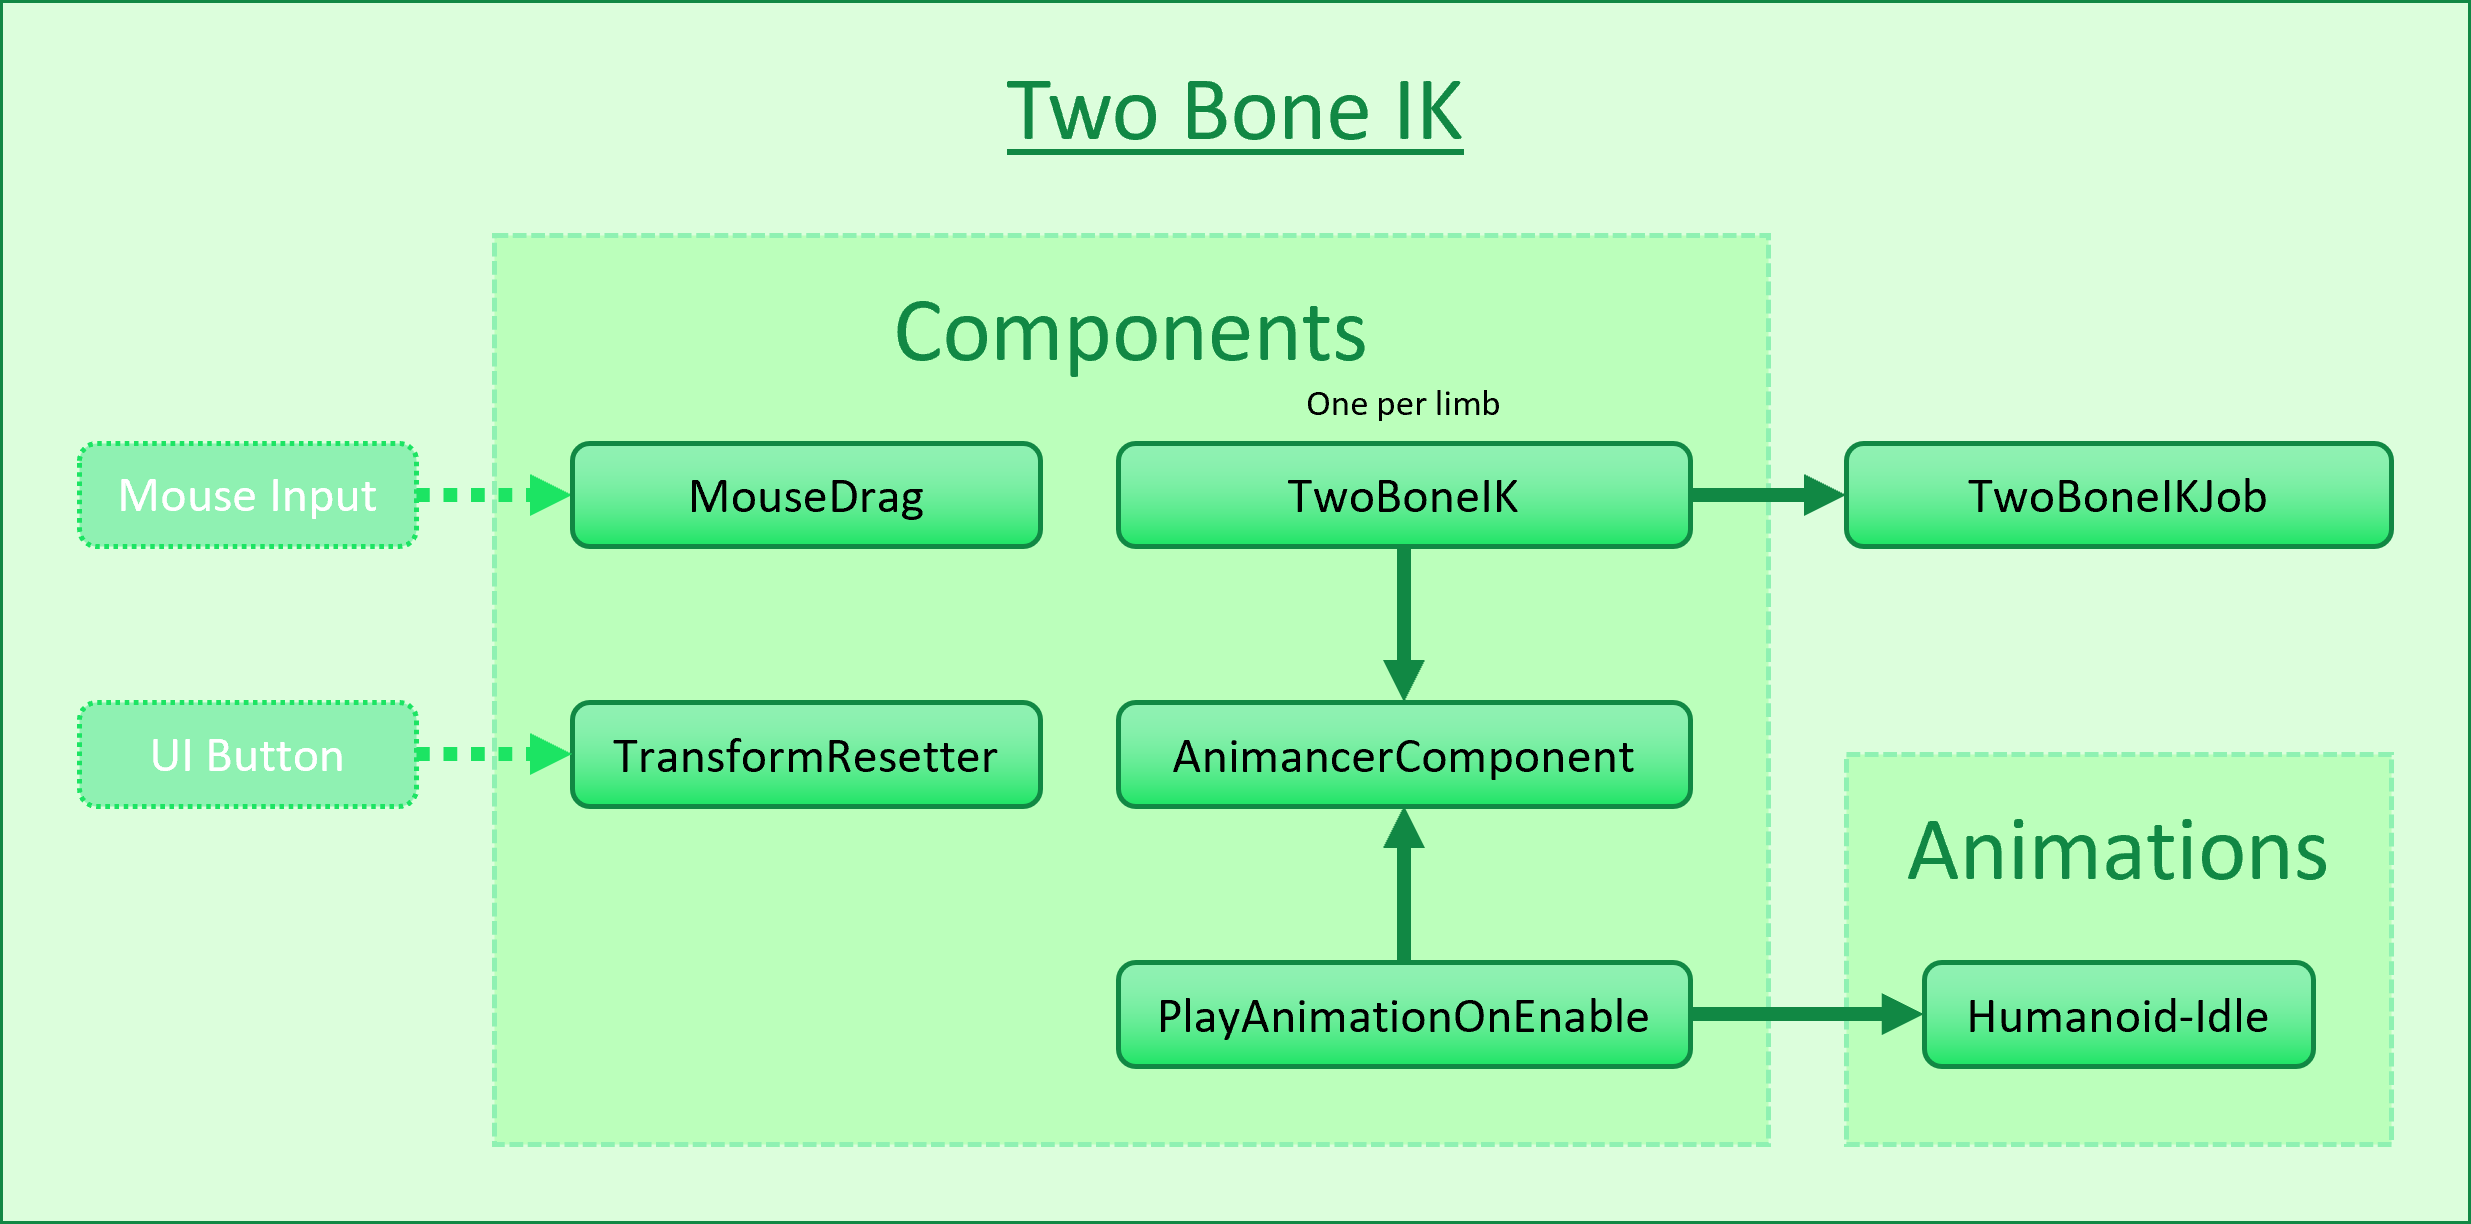 Two Bone IK
Components
One per limb
Mouse Input
MouseDrag
TwoBoneIK
TwoBoneIKJob
UI Button
TransformResetter
AnimancerComponent
Animations
PlayAnimationOnEnable
Humanoid-Idle